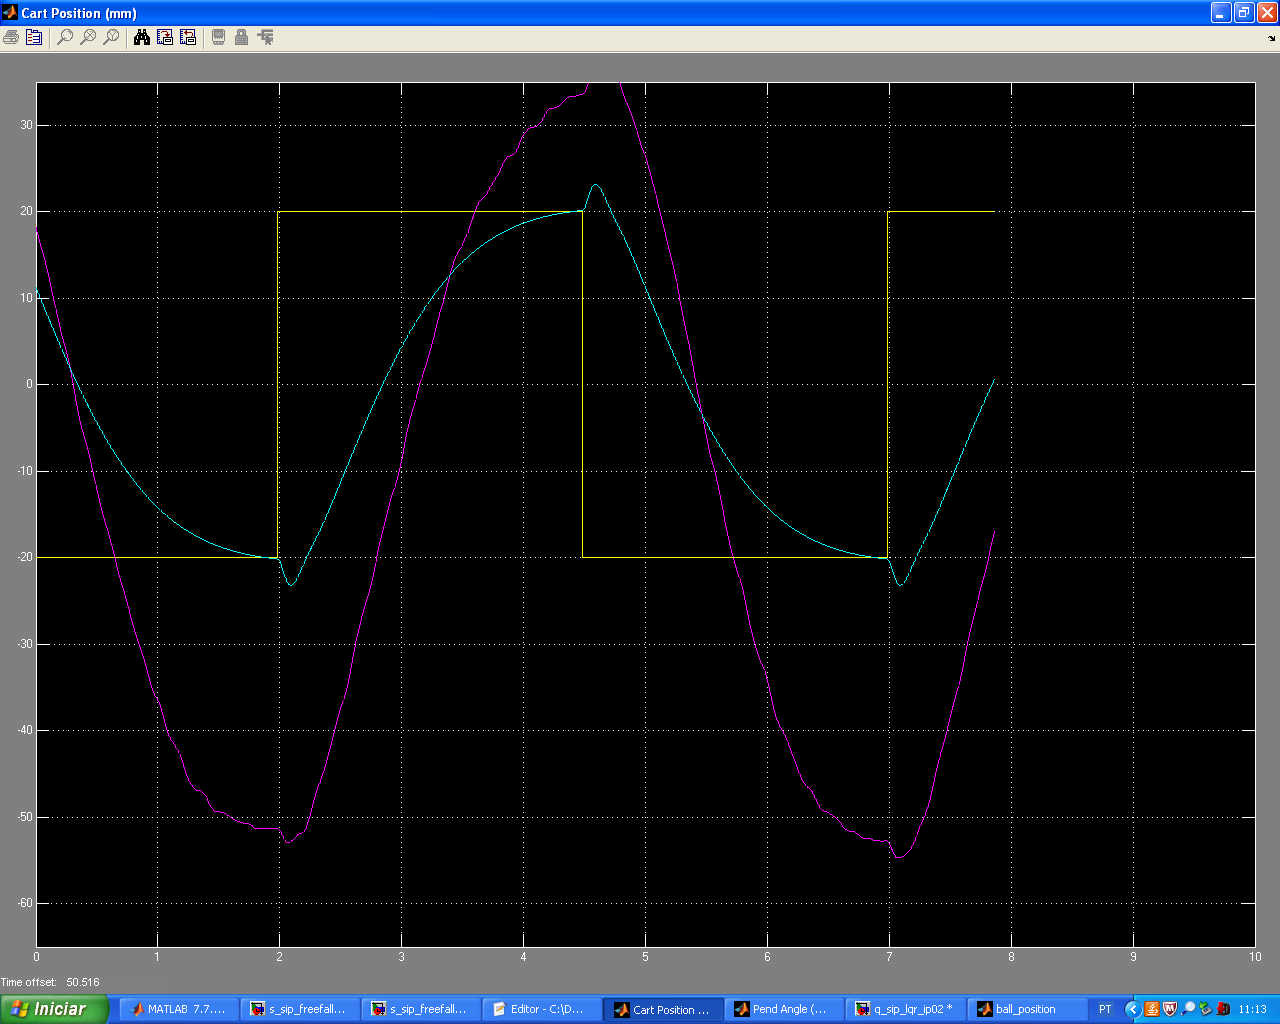 Cart Position (mm)
30
20
10
0
-10
-20
-30
-40
-50
-60
0 1 2 3 4 5 6 7 8 9 10
Time offset: 50.516
Iniciar MATLAB 7.7.... s_sip_freefall... s_sip_freefall... Editor - C:\D... Cart Position ... Pend Angle (... q_sip_lqr_ip02 * ball_position PT 11:13